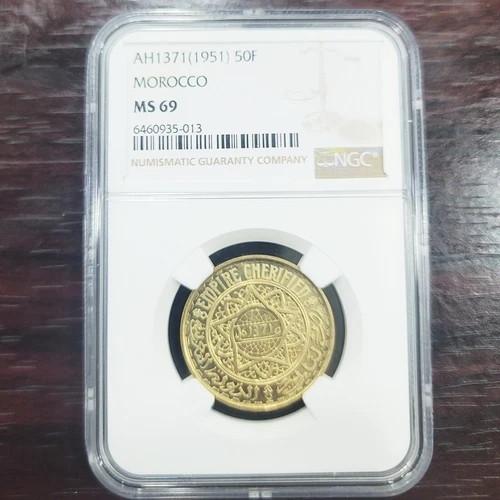 AH1371(1951) 50F
MOROCCO
MS 69
6460935-013
NUMISMATIC GUARANTY COMPANY
NGC
EMPIRE CHERIFIEN
1371